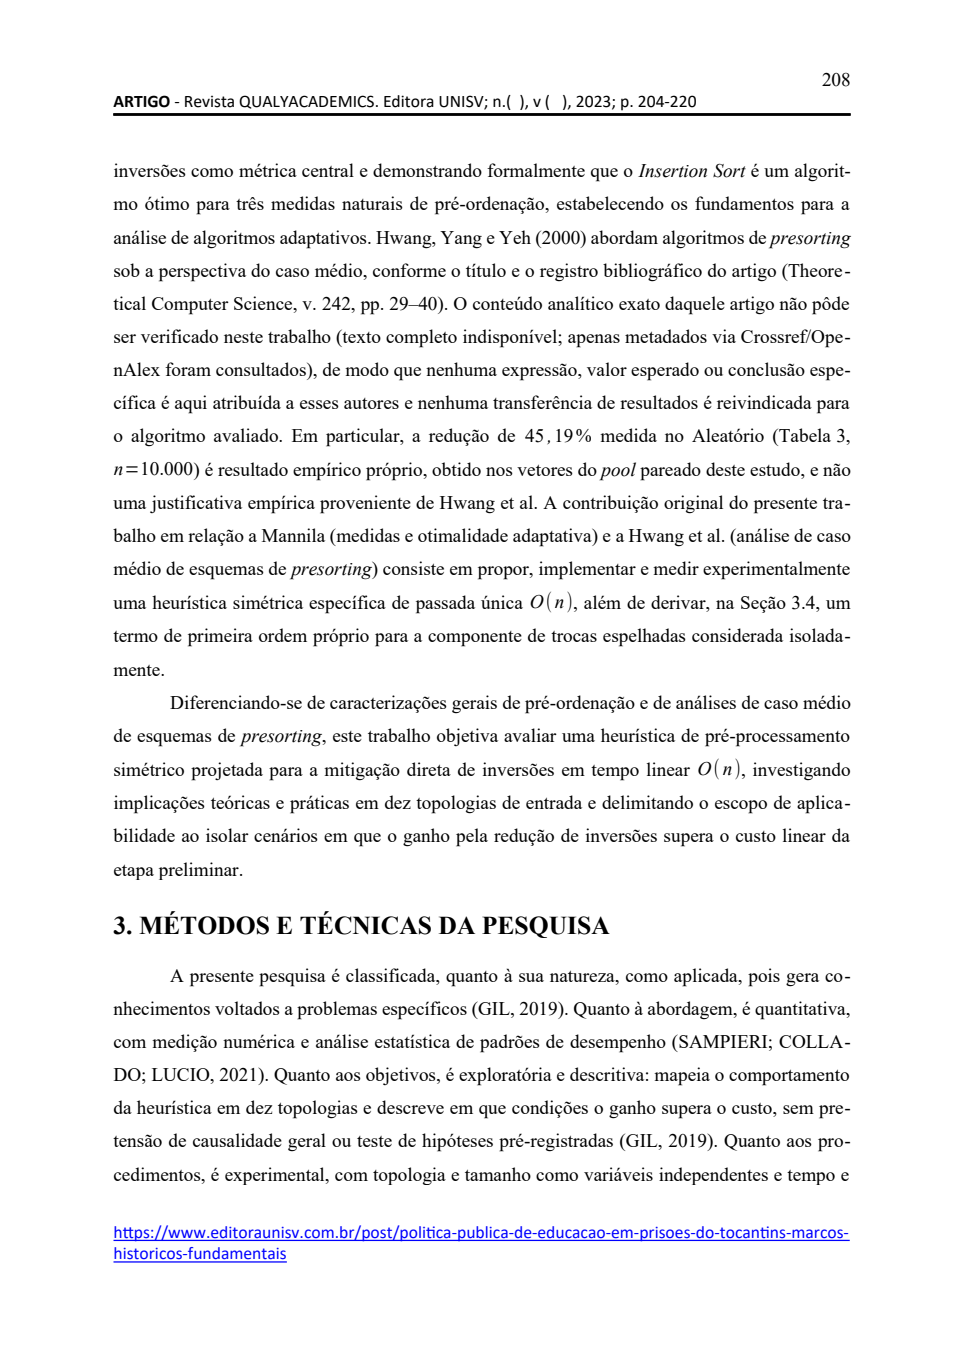 208
ARTIGO - Revista QUALYACADEMICS. Editora UNISV; n.(  ), v (   ), 2023; p. 204-220
inversões como métrica central e demonstrando formalmente que o Insertion Sort é um algorit-
mo ótimo para três medidas naturais de pré-ordenação, estabelecendo os fundamentos para a
análise de algoritmos adaptativos. Hwang, Yang e Yeh (2000) abordam algoritmos de presorting
sob a perspectiva do caso médio, conforme o título e o registro bibliográfico do artigo (Theore-
tical Computer Science, v. 242, pp. 29–40). O conteúdo analítico exato daquele artigo não pôde
ser verificado neste trabalho (texto completo indisponível; apenas metadados via Crossref/Ope-
nAlex foram consultados), de modo que nenhuma expressão, valor esperado ou conclusão espe-
cífica é aqui atribuída a esses autores e nenhuma transferência de resultados é reivindicada para
o algoritmo avaliado. Em particular, a redução de 45,19% medida no Aleatório (Tabela 3,
n=10.000) é resultado empírico próprio, obtido nos vetores do pool pareado deste estudo, e não
uma justificativa empírica proveniente de Hwang et al. A contribuição original do presente tra-
balho em relação a Mannila (medidas e otimalidade adaptativa) e a Hwang et al. (análise de caso
médio de esquemas de presorting) consiste em propor, implementar e medir experimentalmente
uma heurística simétrica específica de passada única O(n), além de derivar, na Seção 3.4, um
termo de primeira ordem próprio para a componente de trocas espelhadas considerada isolada-
mente.
Diferenciando-se de caracterizações gerais de pré-ordenação e de análises de caso médio
de esquemas de presorting, este trabalho objetiva avaliar uma heurística de pré-processamento
simétrico projetada para a mitigação direta de inversões em tempo linear O(n), investigando
implicações teóricas e práticas em dez topologias de entrada e delimitando o escopo de aplica-
bilidade ao isolar cenários em que o ganho pela redução de inversões supera o custo linear da
etapa preliminar.
3. MÉTODOS E TÉCNICAS DA PESQUISA
A presente pesquisa é classificada, quanto à sua natureza, como aplicada, pois gera co-
nhecimentos voltados a problemas específicos (GIL, 2019). Quanto à abordagem, é quantitativa,
com medição numérica e análise estatística de padrões de desempenho (SAMPIERI; COLLA-
DO; LUCIO, 2021). Quanto aos objetivos, é exploratória e descritiva: mapeia o comportamento
da heurística em dez topologias e descreve em que condições o ganho supera o custo, sem pre-
tensão de causalidade geral ou teste de hipóteses pré-registradas (GIL, 2019). Quanto aos pro-
cedimentos, é experimental, com topologia e tamanho como variáveis independentes e tempo e
https://www.editoraunisv.com.br/post/politica-publica-de-educacao-em-prisoes-do-tocantins-marcos-
historicos-fundamentais